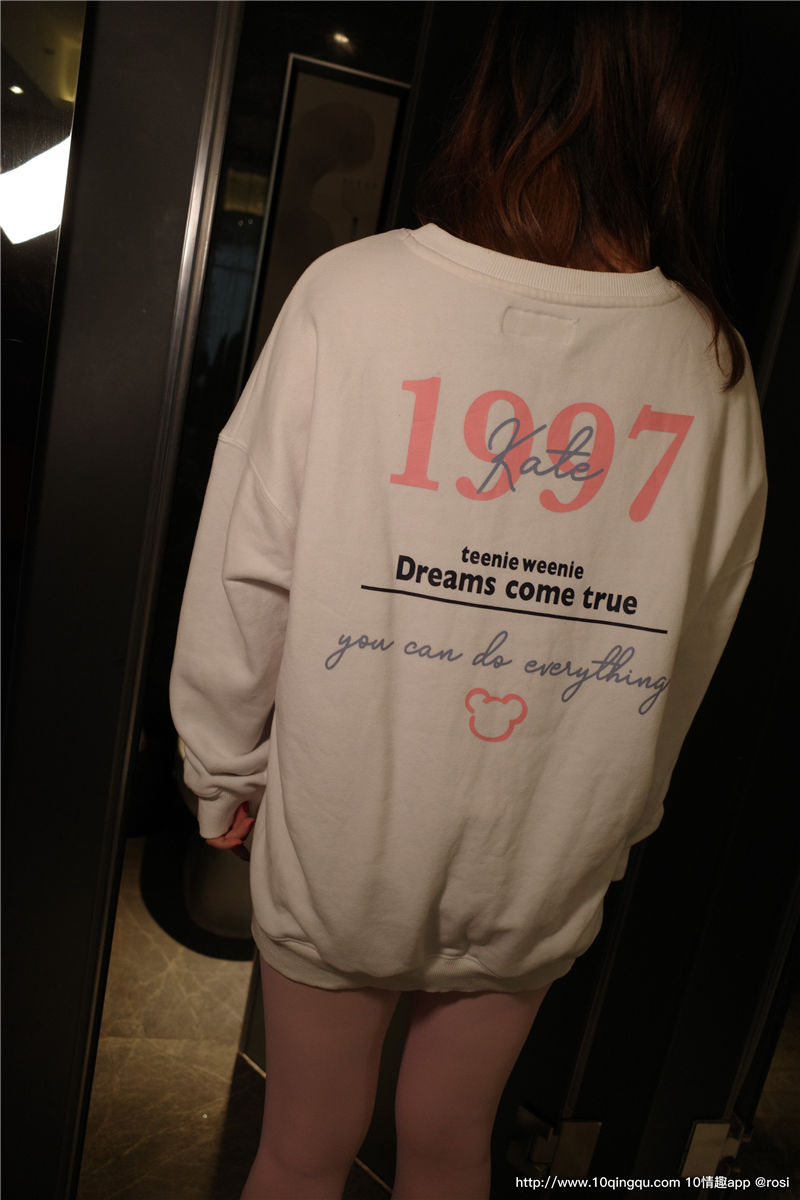 1997
Kate
teenie weenie
Dreams come true
you can do everything
http://www.10qingqu.com 10情趣app @rosi